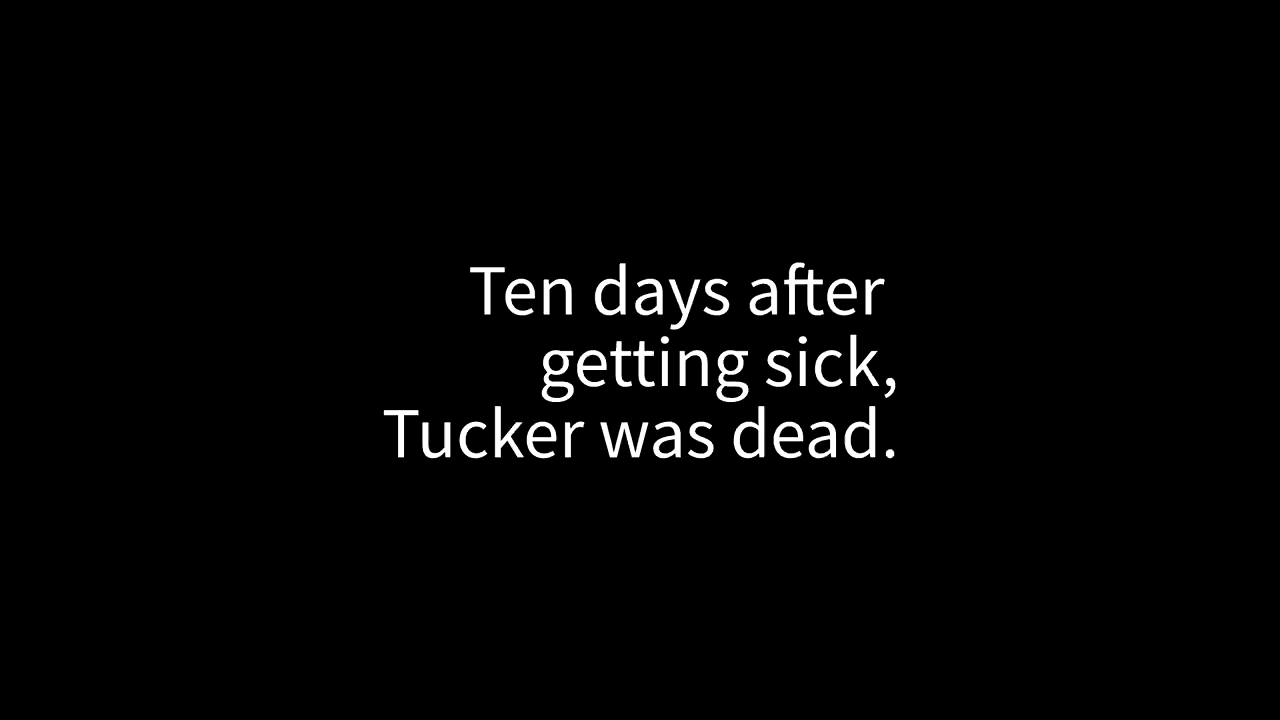 Ten days after
getting sick,
Tucker was dead.